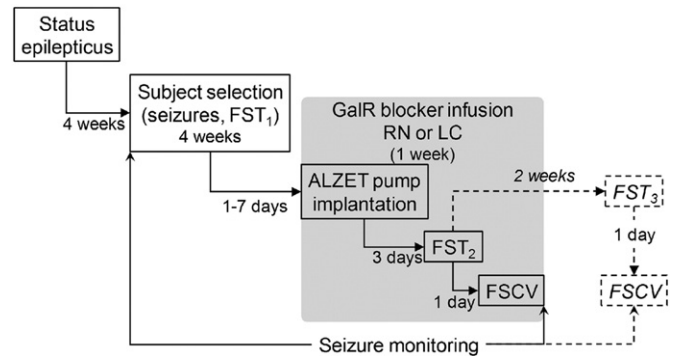 Status
epilepticus
4 weeks
Subject selection
(seizures, FST₁)
4 weeks
1-7 days
GalR blocker infusion
RN or LC
(1 week)
ALZET pump
implantation
3 days
FST₂
1 day
FSCV
2 weeks
FST₃
1 day
FSCV
Seizure monitoring